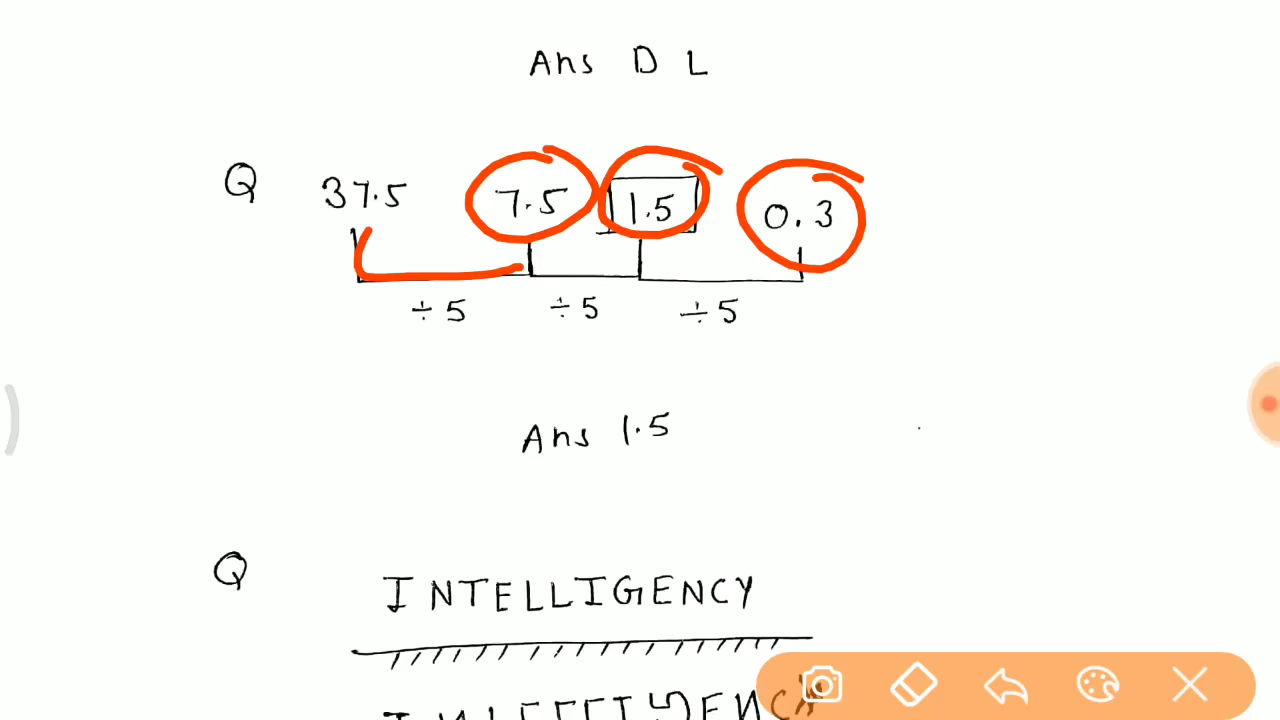 Ans D L
Q 37.5 7.5 1.5 0.3
÷5 ÷5 ÷5
Ans 1.5
Q INTELLIGENCY